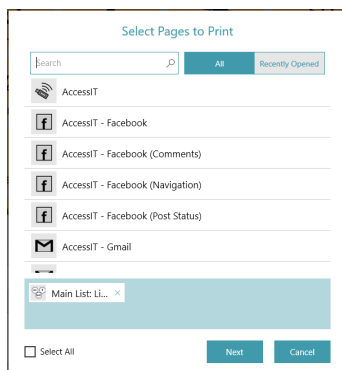 Select Pages to Print
Search
All
Recently Opened
AccessIT
AccessIT - Facebook
AccessIT - Facebook (Comments)
AccessIT - Facebook (Navigation)
AccessIT - Facebook (Post Status)
AccessIT - Gmail
Main List: Li... ×
Select All
Next
Cancel